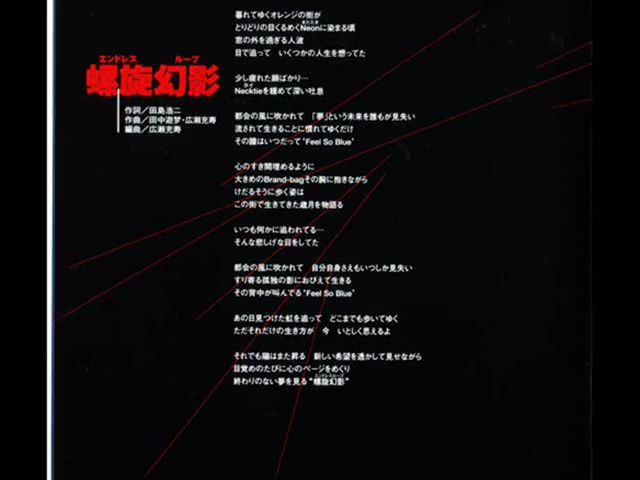 エンドレス ループ
螺旋幻影
作詞／田島浩二
作曲／田中遊梦・広瀬充寿
編曲／広瀬充寿
暮れてゆくオレンジの街が
とりどりの目くるめくNeonに染まる頃
窓の外を過ぎる人波
目で追って　いくつかの人生を想ってた
少し疲れた顔ばかり…
タイ
Necktieを緩めて深い吐息
都会の風に吹かれて　「夢」という未来を誰もが見失い
流されて生きることに慣れてゆくだけ
その瞳はいつだって“Feel So Blue”
心のすき間埋めるように
大きめのBrand-bagその腕に抱きながら
けだるそうに歩く姿は
この街で生きてきた歳月を物語る
いつも何かに追われてる…
そんな悲しげな目をしてた
都会の風に吹かれて　自分自身さえもいつしか見失い
すり寄る孤独の影におびえて生きる
その背中が叫んでる“Feel So Blue”
あの日見つけた虹を追って　どこまでも歩いてゆく
ただそれだけの生き方が　今　いとしく思えるよ
それでも陽はまた昇る　新しい希望を透かして見せながら
目覚めのたびに心のページをめくり
エンドレスループ
終わりのない夢を見る“螺旋幻影”